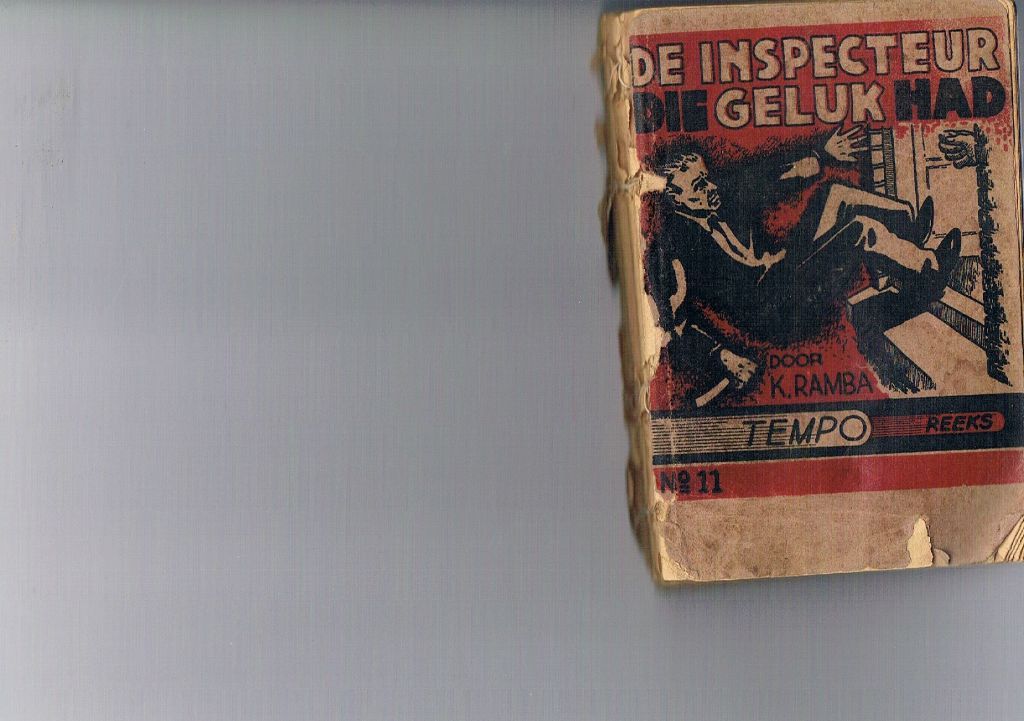 DE INSPECTEUR
DIE GELUK HAD
DOOR
K. RAMBA
TEMPO REEKS
Nº 11